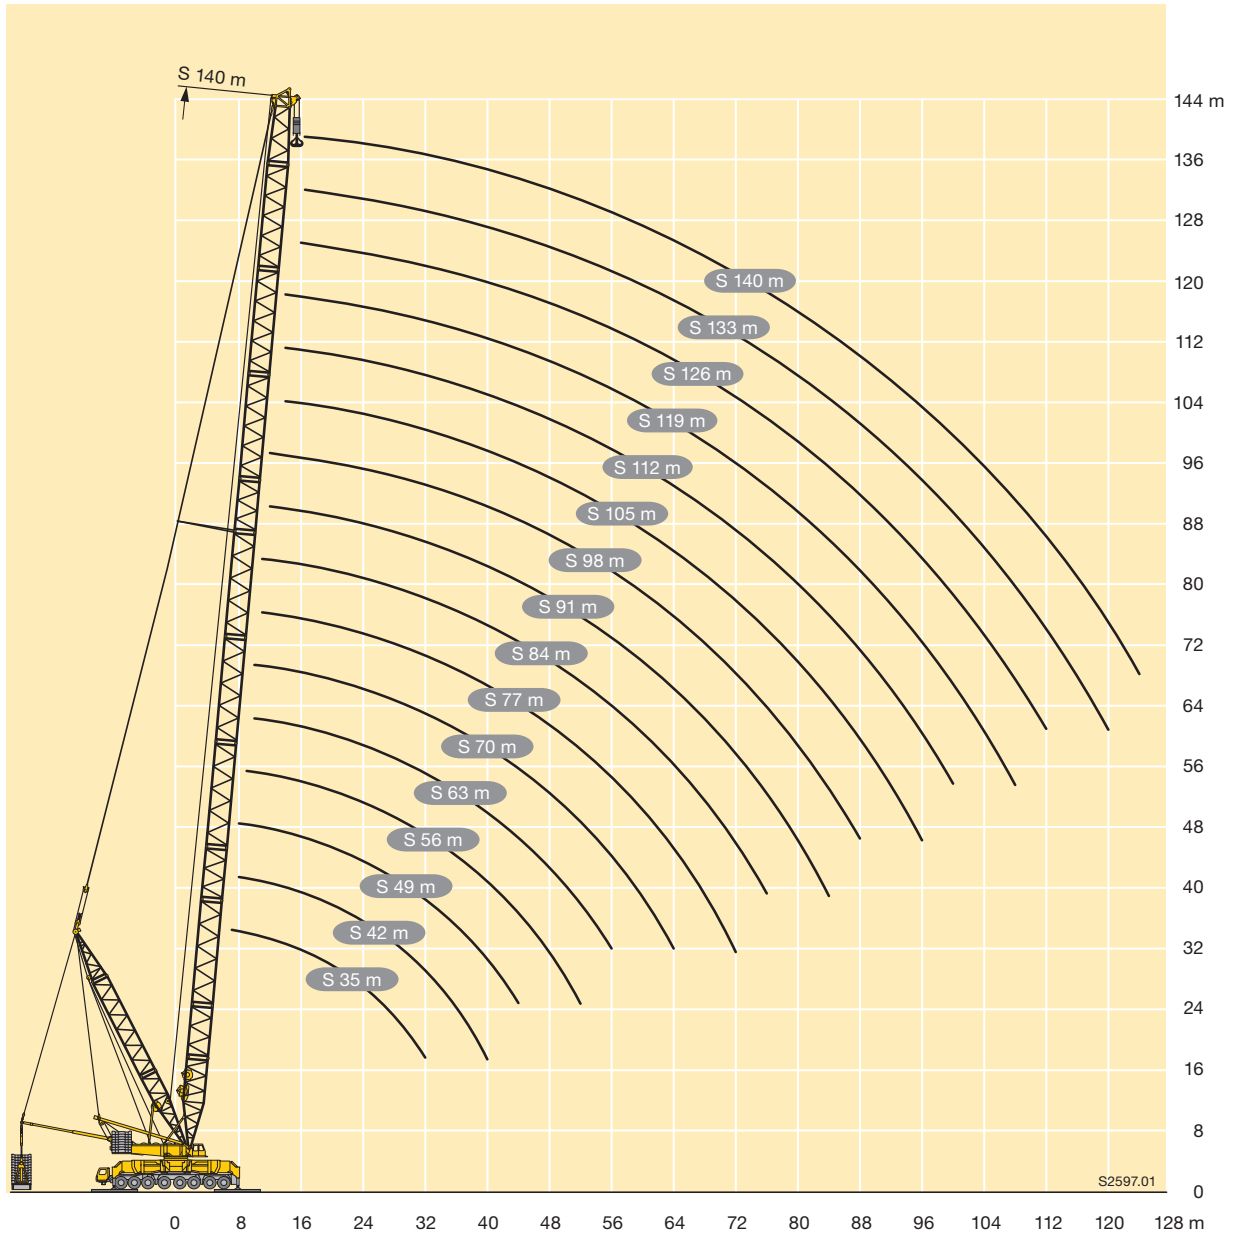 S 140 m
144 m
136
128
120
S 140 m
S 133 m
112
S 126 m
104
S 119 m
96
S 112 m
88
S 105 m
80
S 98 m
S 91 m
72
S 84 m
64
S 77 m
56
S 70 m
48
S 63 m
S 56 m
40
S 49 m
32
S 42 m
24
S 35 m
16
8
S2597.01
0
0 8 16 24 32 40 48 56 64 72 80 88 96 104 112 120 128 m